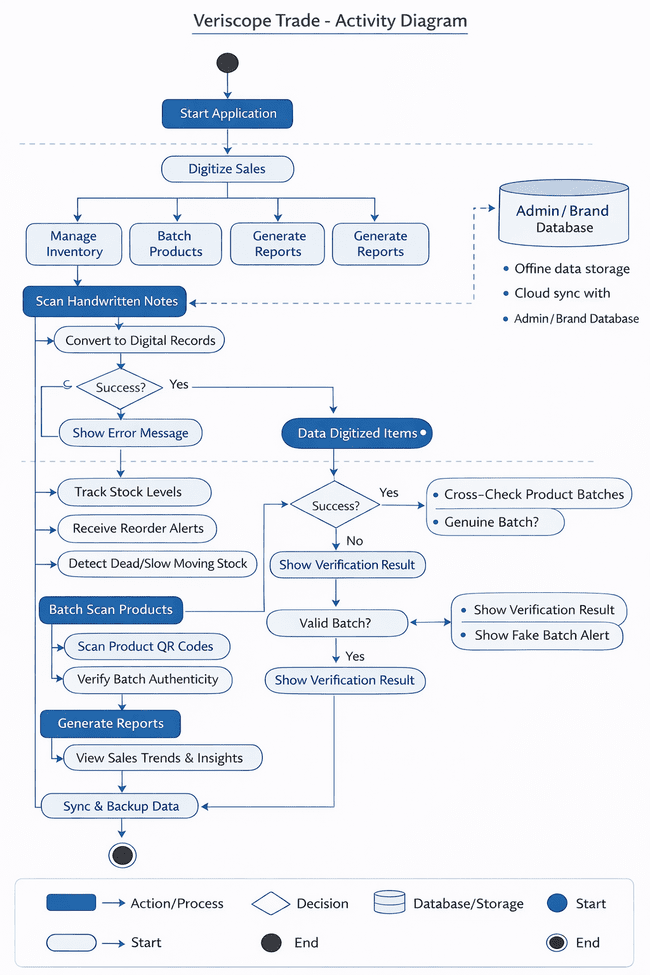 Veriscope Trade - Activity Diagram
Start Application
Digitize Sales
Manage
Inventory
Batch
Products
Generate
Reports
Generate
Reports
Admin/Brand
Database
• Offine data storage
• Cloud sync with
• Admin/Brand Database
Scan Handwritten Notes
Convert to Digital Records
Success?
Yes
Show Error Message
Data Digitized Items
Track Stock Levels
Receive Reorder Alerts
Detect Dead/Slow Moving Stock
Success?
Yes
• Cross-Check Product Batches
• Genuine Batch?
No
Show Verification Result
Batch Scan Products
Scan Product QR Codes
Verify Batch Authenticity
Valid Batch?
• Show Verification Result
• Show Fake Batch Alert
Yes
Show Verification Result
Generate Reports
View Sales Trends & Insights
Sync & Backup Data
Action/Process
Decision
Database/Storage
Start
Start
End
End